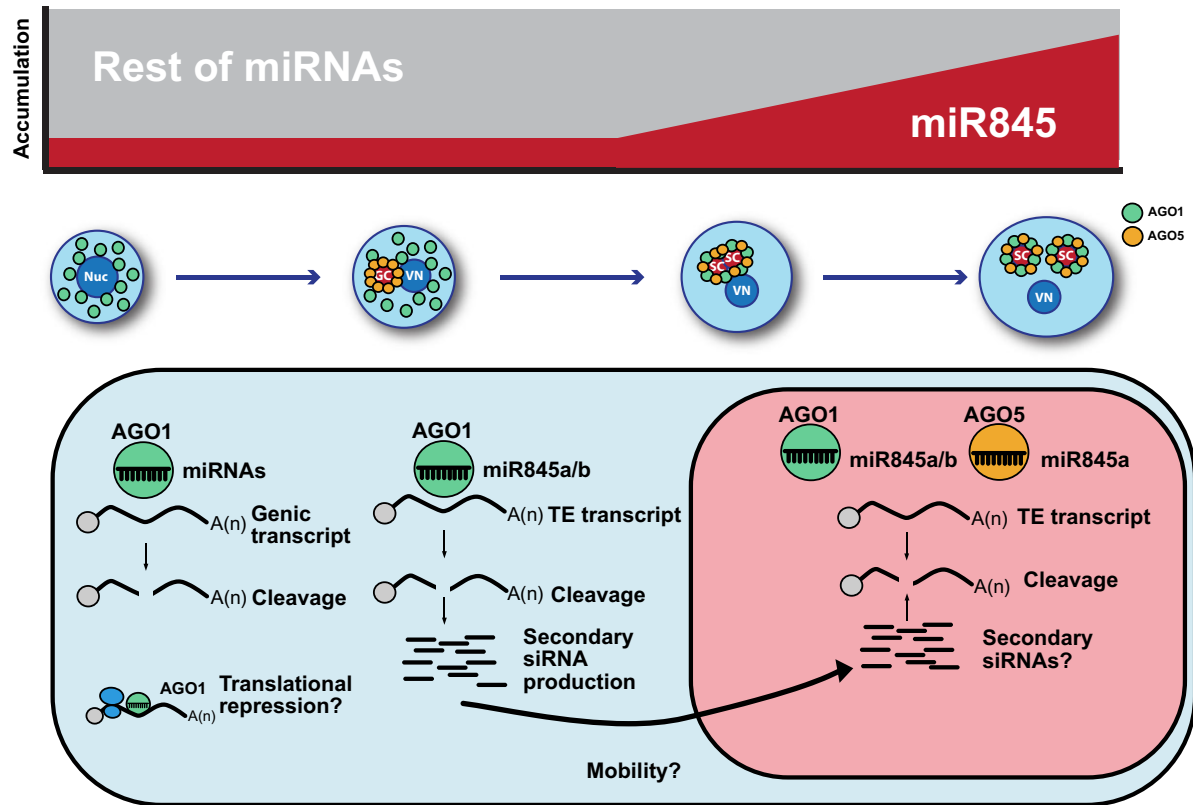 Accumulation
Rest of miRNAs
miR845
AGO1
AGO5
Nuc
GC
VN
SC
SC
VN
SC
SC
VN
AGO1
miRNAs
A(n)
Genic
transcript
A(n) Cleavage
AGO1
Translational
repression?
A(n)
AGO1
miR845a/b
A(n) TE transcript
A(n) Cleavage
Secondary
siRNA
production
Mobility?
AGO1
miR845a/b
AGO5
miR845a
A(n) TE transcript
A(n) Cleavage
Secondary
siRNAs?